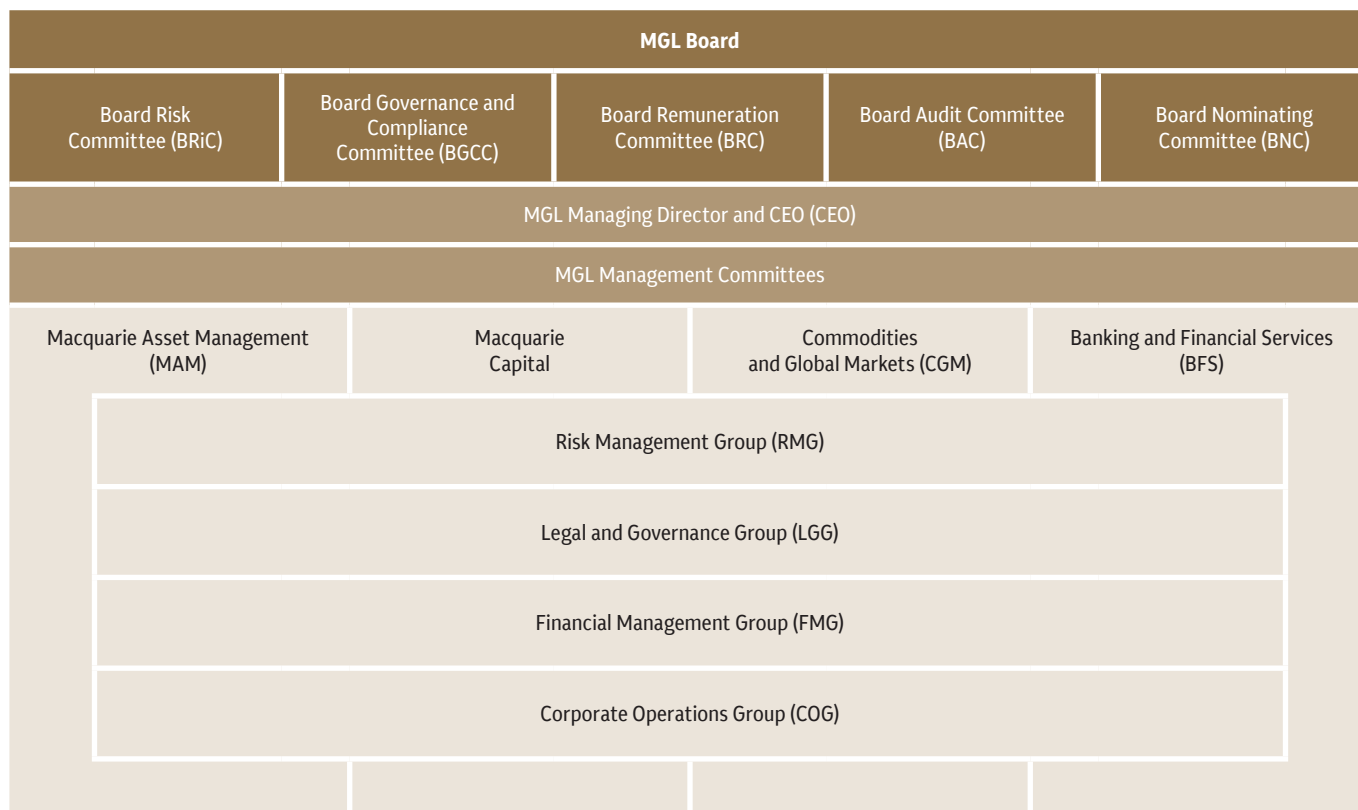 MGL Board
Board Risk
Committee (BRiC)
Board Governance and
Compliance
Committee (BGCC)
Board Remuneration
Committee (BRC)
Board Audit Committee
(BAC)
Board Nominating
Committee (BNC)
MGL Managing Director and CEO (CEO)
MGL Management Committees
Macquarie Asset Management
(MAM)
Macquarie
Capital
Commodities
and Global Markets (CGM)
Banking and Financial Services
(BFS)
Risk Management Group (RMG)
Legal and Governance Group (LGG)
Financial Management Group (FMG)
Corporate Operations Group (COG)